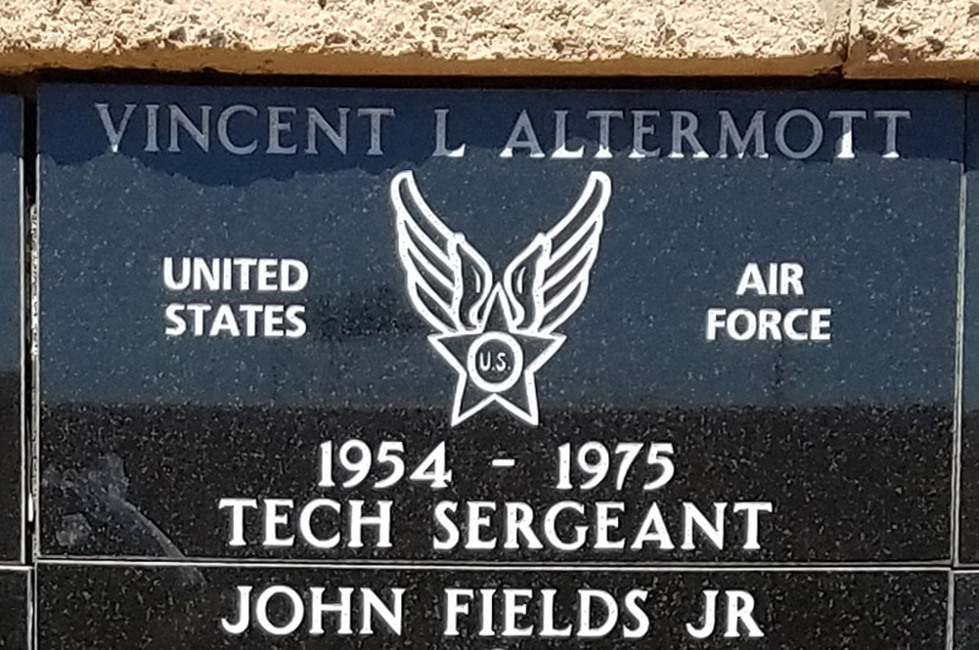 VINCENT L ALTERMOTT
UNITED
STATES
AIR
FORCE
U.S.
1954 - 1975
TECH SERGEANT
JOHN FIELDS JR